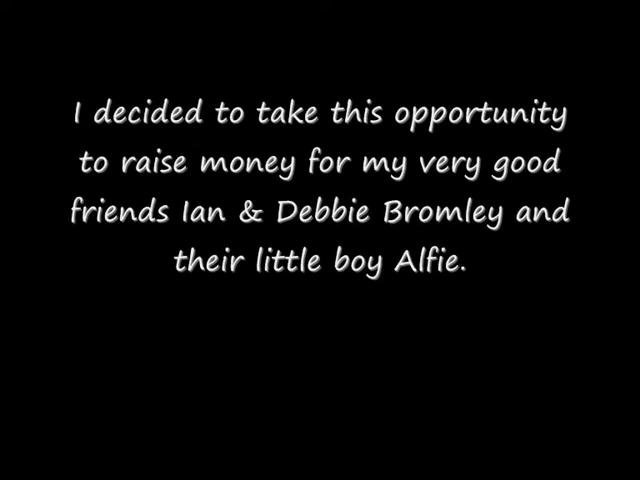 I decided to take this opportunity
to raise money for my very good
friends Ian & Debbie Bromley and
their little boy Alfie.